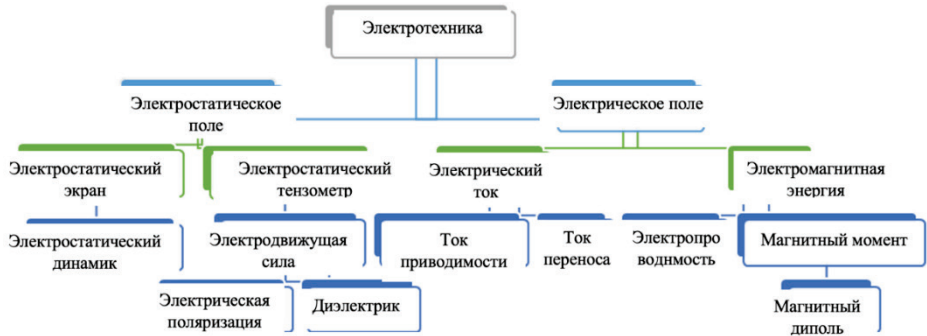 Электротехника
Электростатическое
поле
Электрическое поле
Электростатический
экран
Электростатический
тензометр
Электрический
ток
Электромагнитная
энергия
Электростатический
динамик
Электродвижущая
сила
Ток
приводимости
Ток
переноса
Электропро
воднмость
Магнитный момент
Электрическая
поляризация
Диэлектрик
Магнитный
диполь